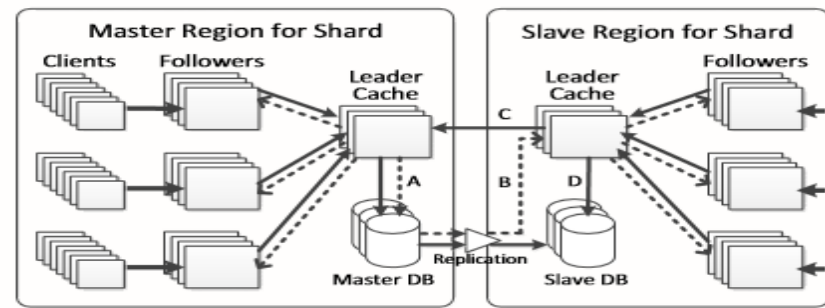 Master Region for Shard
Slave Region for Shard
Clients
Followers
Leader
Cache
Leader
Cache
Followers
C
A
B
D
Replication
Master DB
Slave DB